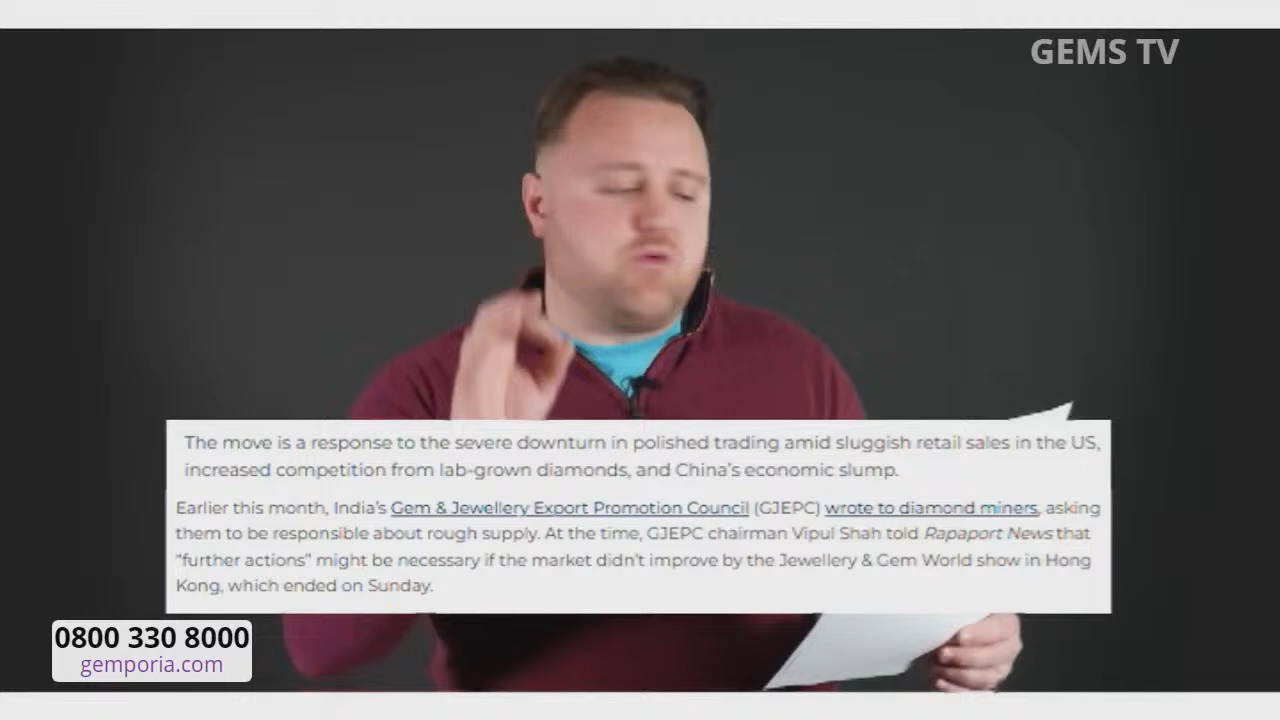 GEMS TV
The move is a response to the severe downturn in polished trading amid sluggish retail sales in the US,
increased competition from lab-grown diamonds, and China's economic slump.
Earlier this month, India's Gem & Jewellery Export Promotion Council (GJEPC) wrote to diamond miners, asking
them to be responsible about rough supply. At the time, GJEPC chairman Vipul Shah told Rapaport News that
"further actions" might be necessary if the market didn't improve by the Jewellery & Gem World show in Hong
Kong, which ended on Sunday.
0800 330 8000
gemporia.com